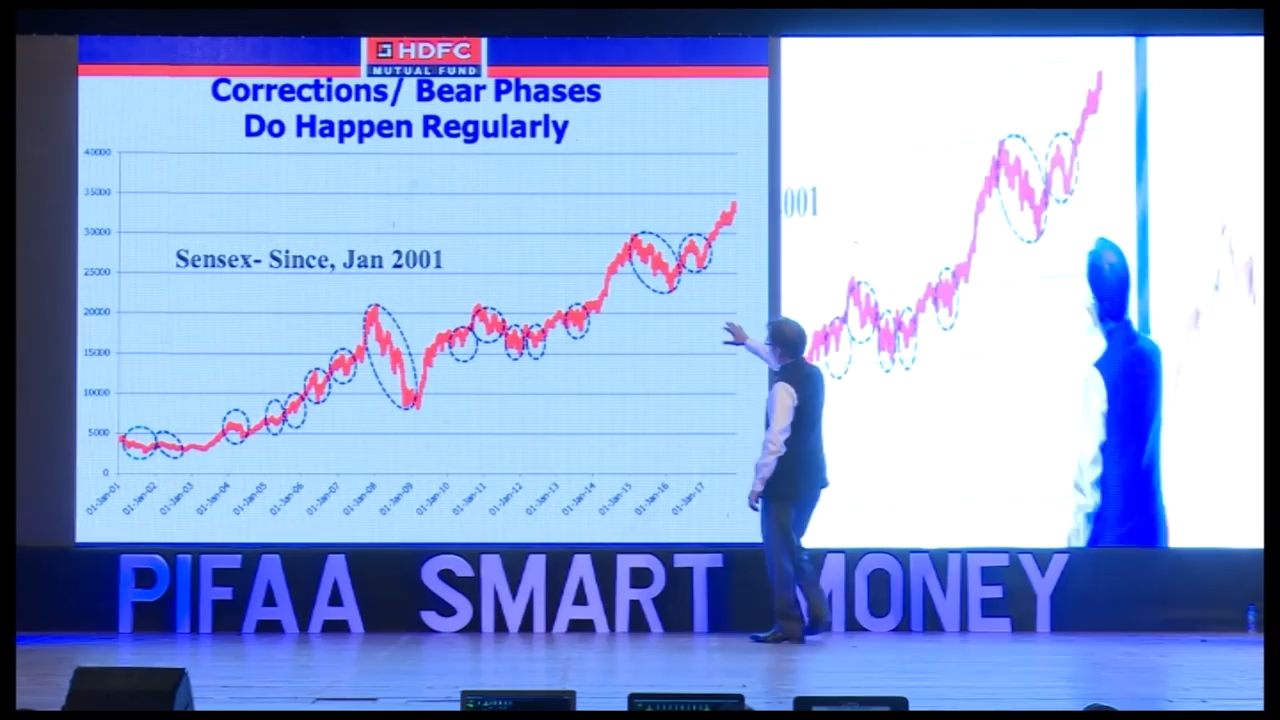 HDFC
MUTUAL FUND
Corrections/ Bear Phases
Do Happen Regularly
40000
35000
30000
25000
20000
15000
10000
5000
0
Sensex- Since, Jan 2001
01-Jan-01
01-Jan-02
01-Jan-03
01-Jan-04
01-Jan-05
01-Jan-06
01-Jan-07
01-Jan-08
01-Jan-09
01-Jan-10
01-Jan-11
01-Jan-12
01-Jan-13
01-Jan-14
01-Jan-15
01-Jan-16
01-Jan-17
001
PIFAA SMART MONEY